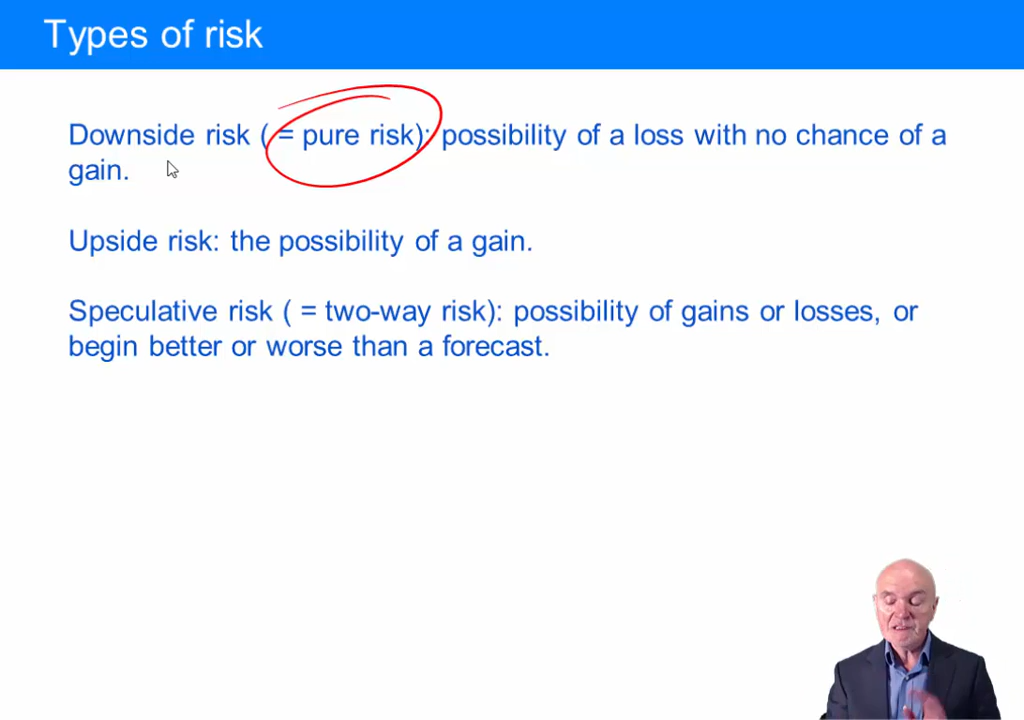 Types of risk
Downside risk ( = pure risk): possibility of a loss with no chance of a
gain.
Upside risk: the possibility of a gain.
Speculative risk ( = two-way risk): possibility of gains or losses, or
begin better or worse than a forecast.